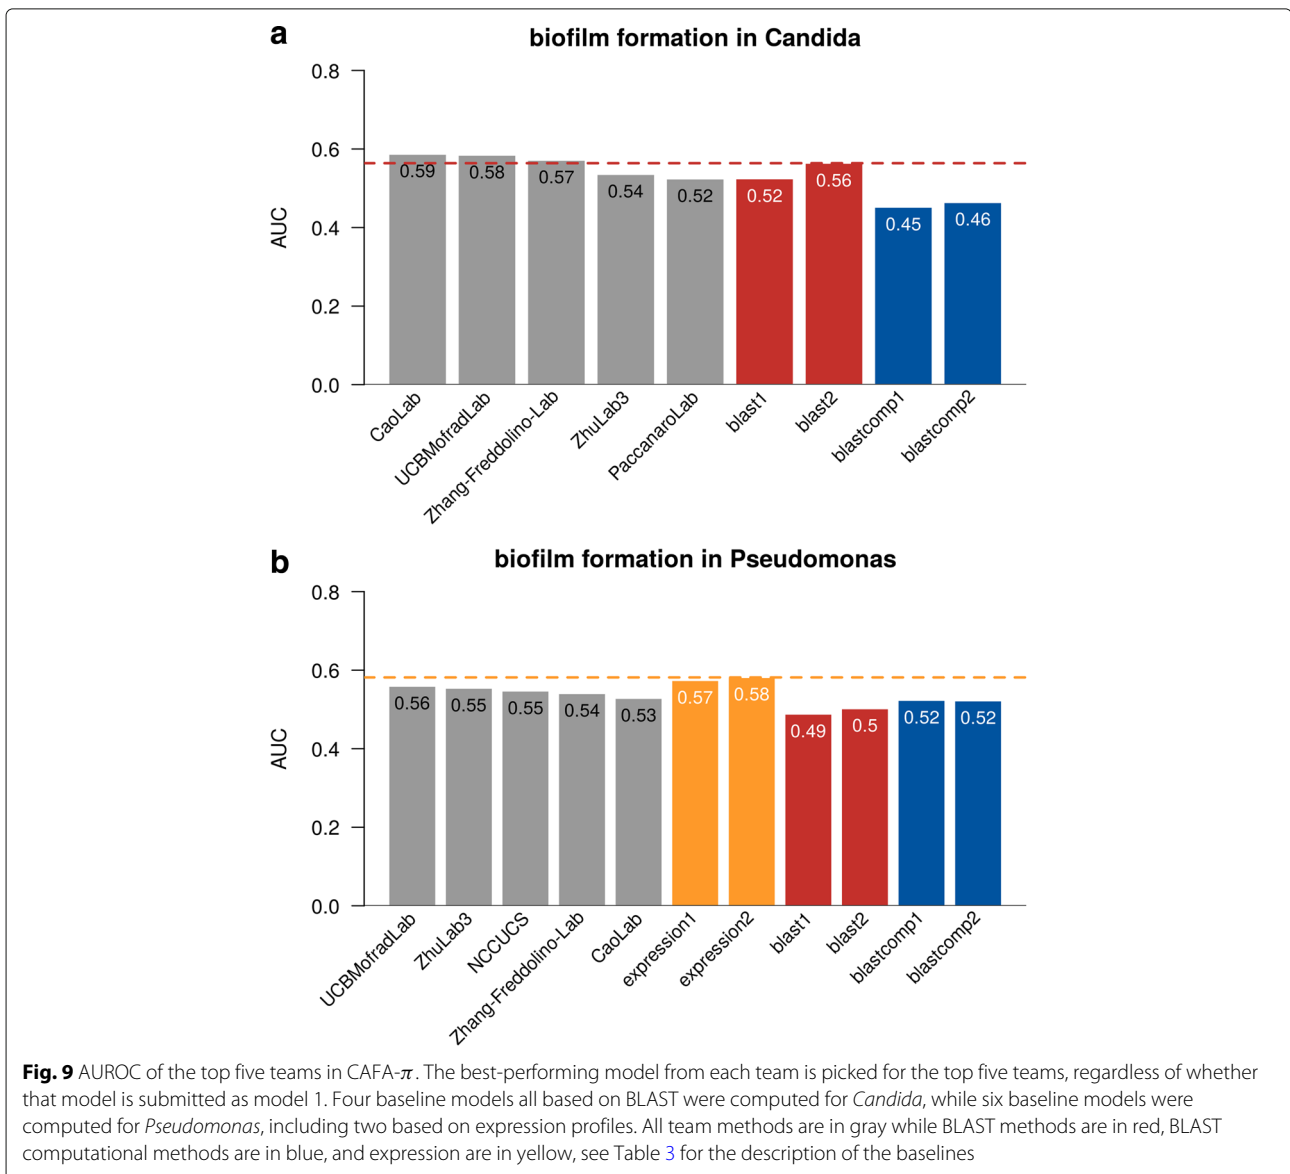 a
biofilm formation in Candida
0.8
0.6
0.4
0.2
0.0
AUC
0.59
0.58
0.57
0.54
0.52
0.52
0.56
0.45
0.46
CaoLab
UCBMofradLab
Zhang-Freddolino-Lab
ZhuLab3
PaccanaroLab
blast1
blast2
blastcomp1
blastcomp2
b
biofilm formation in Pseudomonas
0.8
0.6
0.4
0.2
0.0
AUC
0.56
0.55
0.55
0.54
0.53
0.57
0.58
0.49
0.5
0.52
0.52
UCBMofradLab
ZhuLab3
NCCUCS
Zhang-Freddolino-Lab
CaoLab
expression1
expression2
blast1
blast2
blastcomp1
blastcomp2
Fig. 9 AUROC of the top five teams in CAFA-π. The best-performing model from each team is picked for the top five teams, regardless of whether
that model is submitted as model 1. Four baseline models all based on BLAST were computed for Candida, while six baseline models were
computed for Pseudomonas, including two based on expression profiles. All team methods are in gray while BLAST methods are in red, BLAST
computational methods are in blue, and expression are in yellow, see Table 3 for the description of the baselines